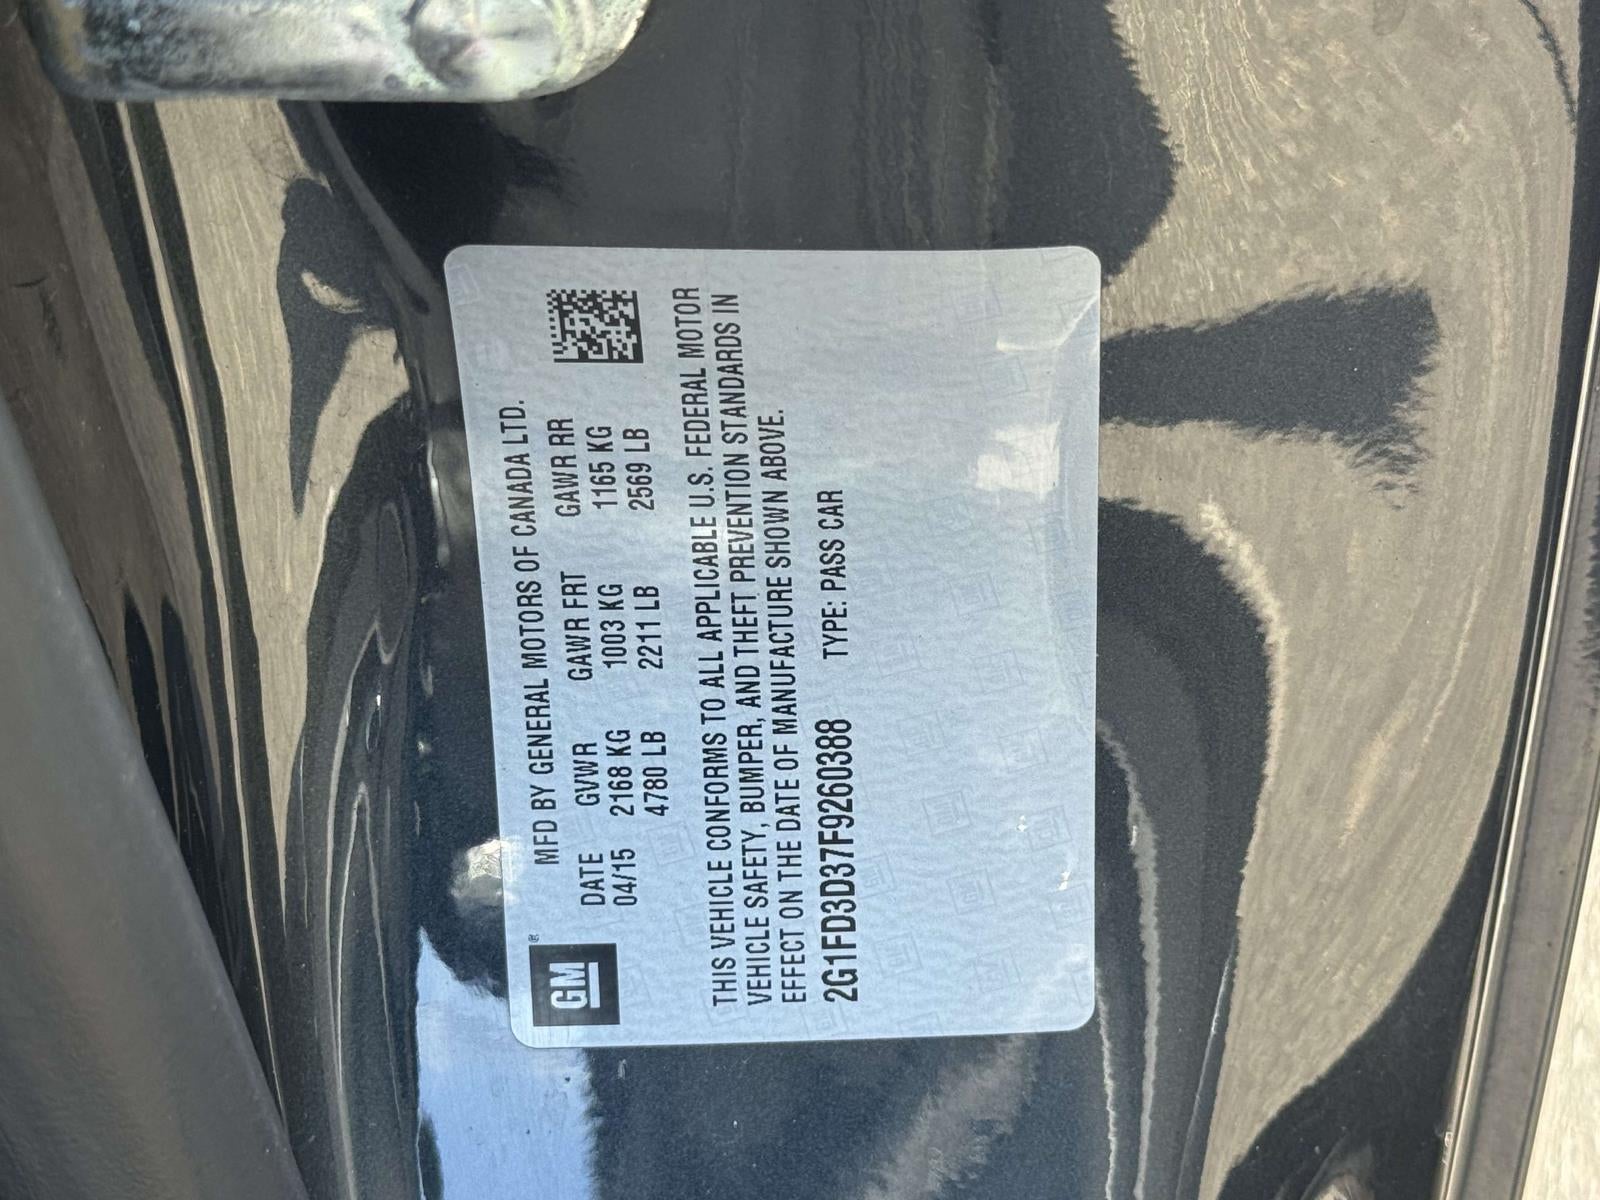 GM ®
MFD BY GENERAL MOTORS OF CANADA LTD.
DATE GVWR GAWR FRT GAWR RR
04/15 2168 KG 1003 KG 1165 KG
4780 LB 2211 LB 2569 LB
THIS VEHICLE CONFORMS TO ALL APPLICABLE U.S. FEDERAL MOTOR
VEHICLE SAFETY, BUMPER, AND THEFT PREVENTION STANDARDS IN
EFFECT ON THE DATE OF MANUFACTURE SHOWN ABOVE.
2G1FD3D37F9260388 TYPE: PASS CAR